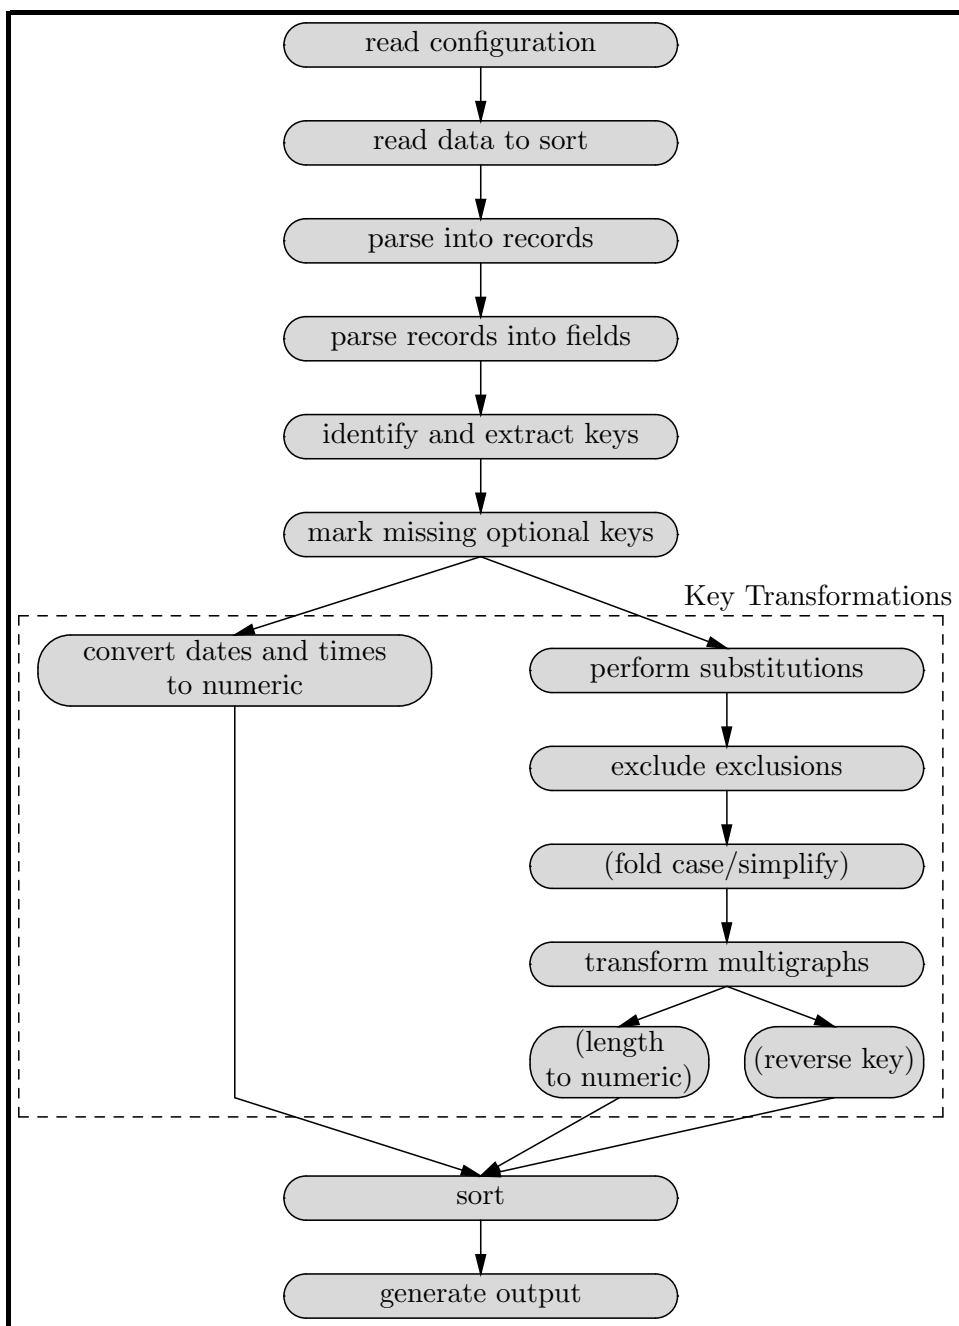 read configuration
read data to sort
parse into records
parse records into fields
identify and extract keys
mark missing optional keys
Key Transformations
convert dates and times
to numeric
perform substitutions
exclude exclusions
(fold case/simplify)
transform multigraphs
(length
to numeric)
(reverse key)
sort
generate output